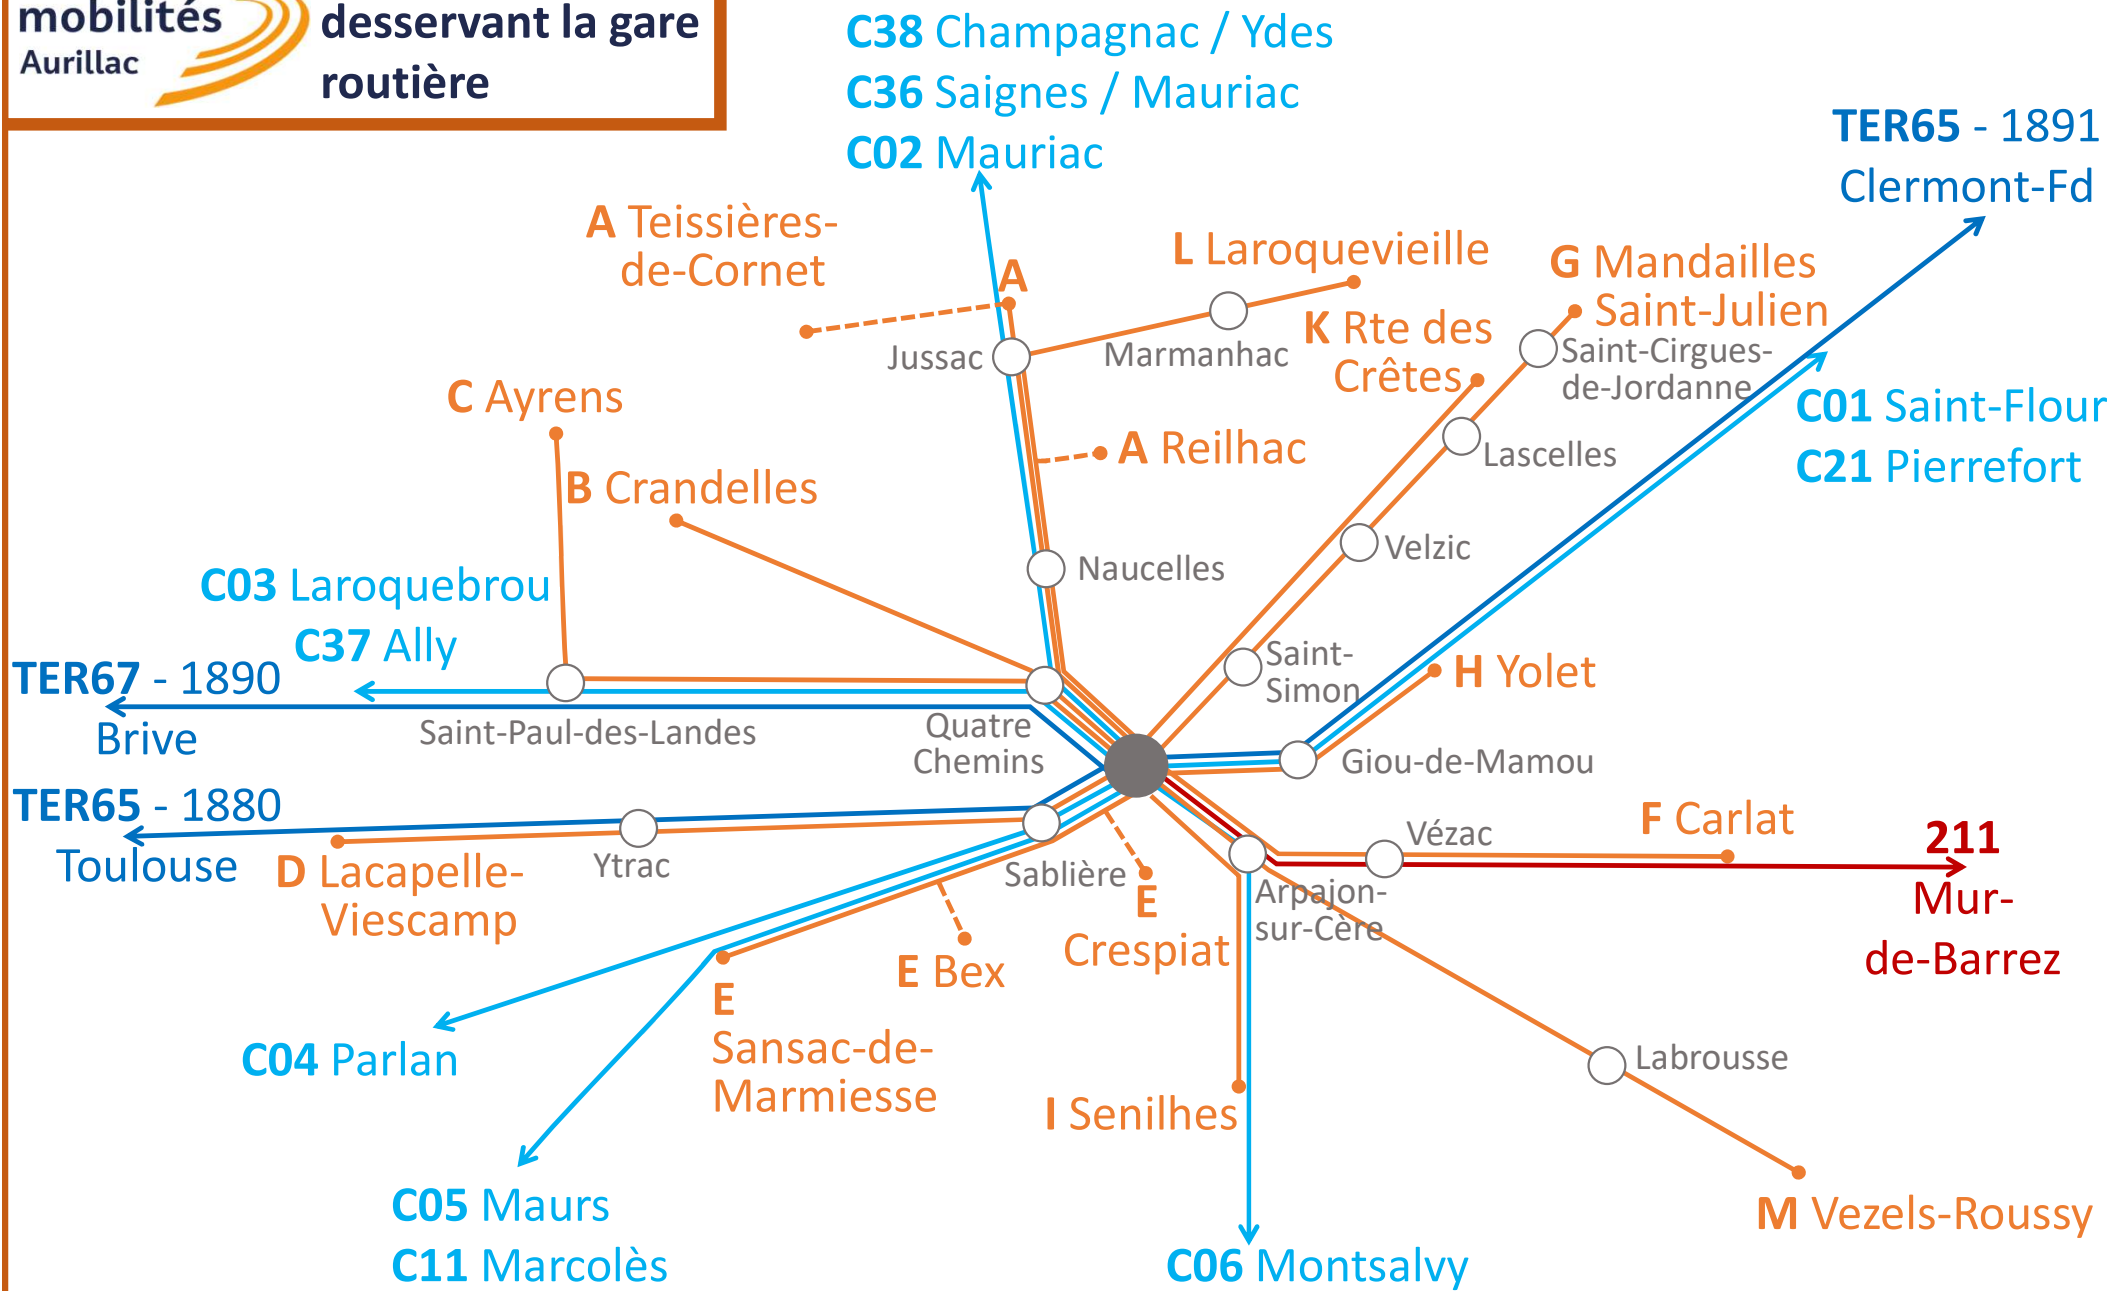 mobilités
Aurillac
desservant la gare
routière
C38 Champagnac / Ydes
C36 Saignes / Mauriac
C02 Mauriac
TER65 - 1891
Clermont-Fd
A Teissières-
de-Cornet
A
L Laroquevieille
G Mandailles
Saint-Julien
K Rte des
Crêtes
Jussac
Marmanhac
Saint-Cirgues-
de-Jordanne
C Ayrens
C01 Saint-Flour
C21 Pierrefort
A Reilhac
Lascelles
B Crandelles
Velzic
Naucelles
C03 Laroquebrou
C37 Ally
TER67 - 1890
Brive
Saint-
Simon
H Yolet
Saint-Paul-des-Landes
Quatre
Chemins
Giou-de-Mamou
TER65 - 1880
Toulouse
D Lacapelle-
Viescamp
Ytrac
Sablière
E
Crespiat
Vézac
F Carlat
211
Mur-
de-Barrez
Arpajon-
sur-Cère
E Bex
E
Sansac-de-
Marmiesse
C04 Parlan
I Senilhes
Labrousse
C05 Maurs
C11 Marcolès
C06 Montsalvy
M Vezels-Roussy